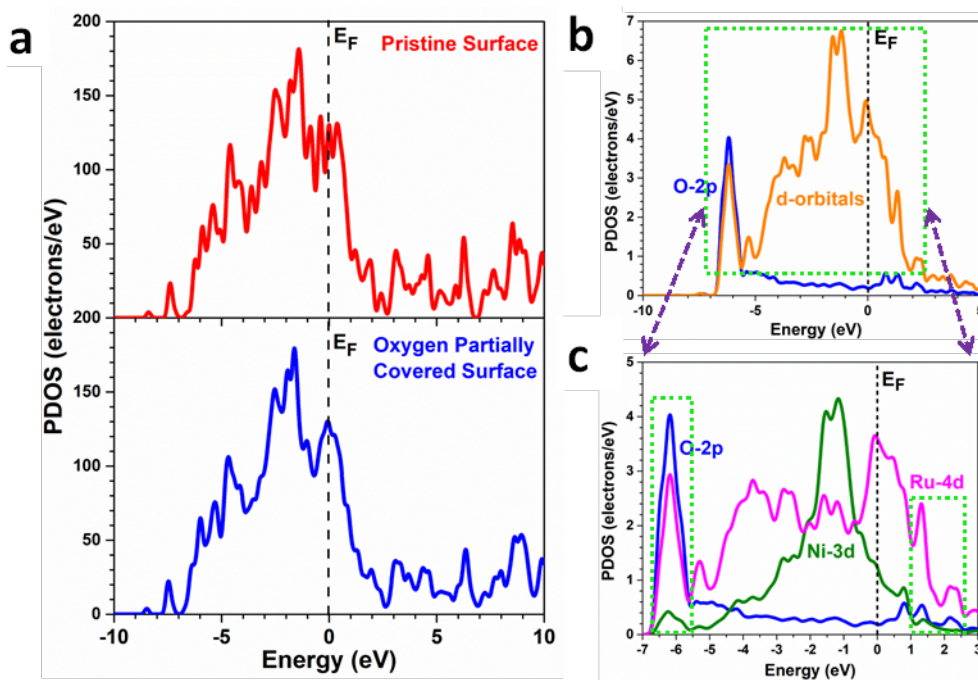 a
PDOS (electrons/eV)
200
150
100
50
200
150
100
50
0
E_F
Pristine Surface
E_F
Oxygen Partially
Covered Surface
-10
-5
0
5
10
Energy (eV)
b
PDOS (electrons/eV)
7
6
5
4
3
2
1
0
E_F
O-2p
d-orbitals
-10
-5
0
5
Energy (eV)
c
PDOS (electrons/eV)
5
4
3
2
1
0
E_F
O-2p
Ru-4d
Ni-3d
-7 -6 -5 -4 -3 -2 -1 0 1 2 3
Energy (eV)